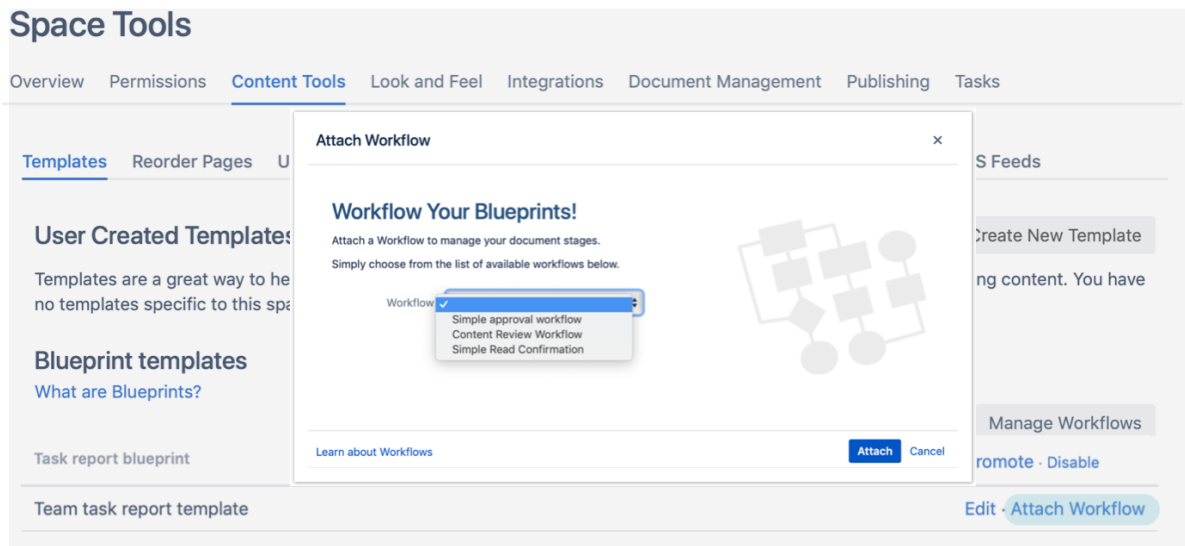 Space Tools
Overview Permissions Content Tools Look and Feel Integrations Document Management Publishing Tasks
Templates Reorder Pages U S Feeds
Attach Workflow ×
Workflow Your Blueprints!
Attach a Workflow to manage your document stages.
Simply choose from the list of available workflows below.
Workflow ✓
Simple approval workflow
Content Review Workflow
Simple Read Confirmation
Learn about Workflows Attach Cancel
User Created Templates Create New Template
Templates are a great way to he ng content. You have
no templates specific to this spa
Blueprint templates
What are Blueprints?
Manage Workflows
Task report blueprint romote · Disable
Team task report template Edit · Attach Workflow